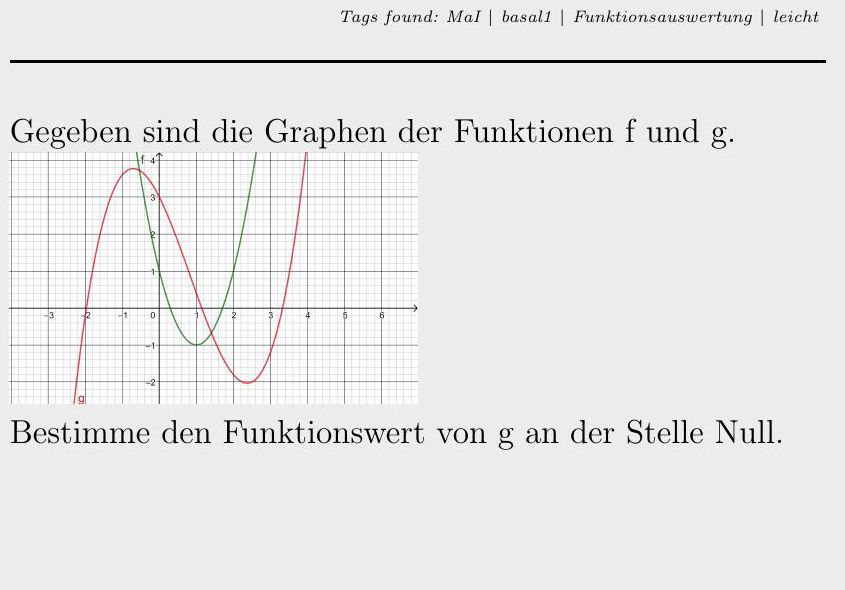 Tags found: MaI | basal1 | Funktionsauswertung | leicht
Gegeben sind die Graphen der Funktionen f und g.
f 4
3
2
1
−3 −2 −1 0 1 2 3 4 5 6
−1
−2
g
Bestimme den Funktionswert von g an der Stelle Null.